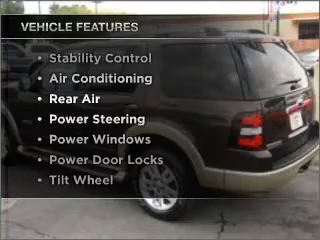 VEHICLE FEATURES
• Stability Control
• Air Conditioning
• Rear Air
• Power Steering
• Power Windows
• Power Door Locks
• Tilt Wheel